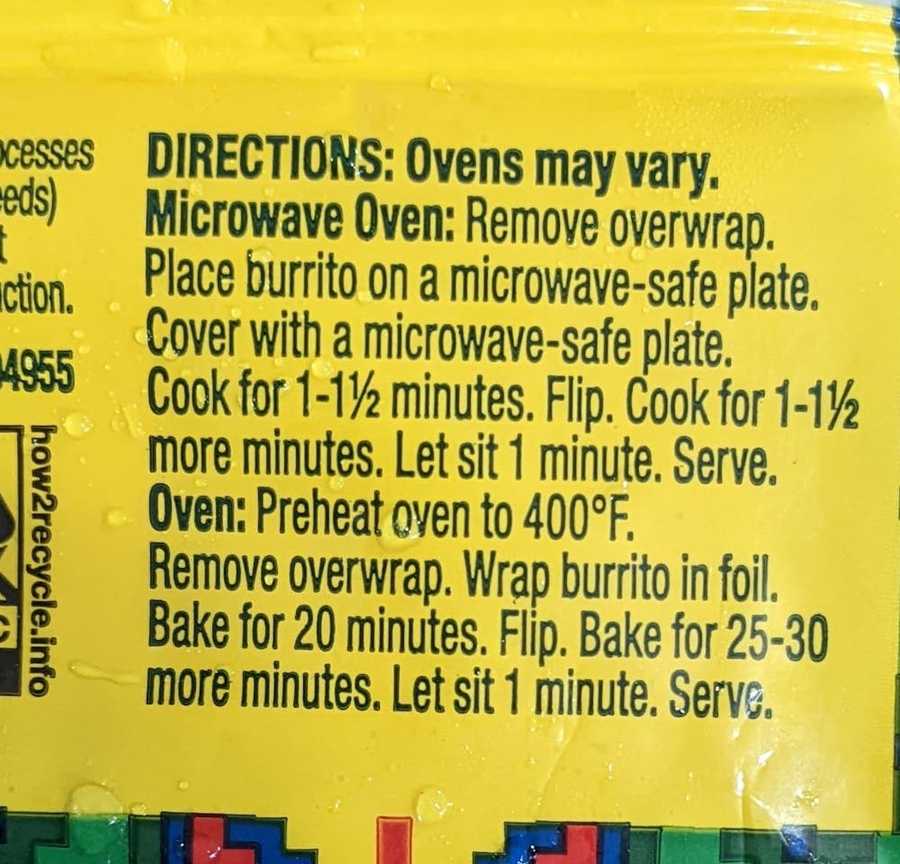 DIRECTIONS: Ovens may vary.
Microwave Oven: Remove overwrap.
Place burrito on a microwave-safe plate.
Cover with a microwave-safe plate.
Cook for 1-1½ minutes. Flip. Cook for 1-1½
more minutes. Let sit 1 minute. Serve.
Oven: Preheat oven to 400°F.
Remove overwrap. Wrap burrito in foil.
Bake for 20 minutes. Flip. Bake for 25-30
more minutes. Let sit 1 minute. Serve.
4955
how2recycle.info